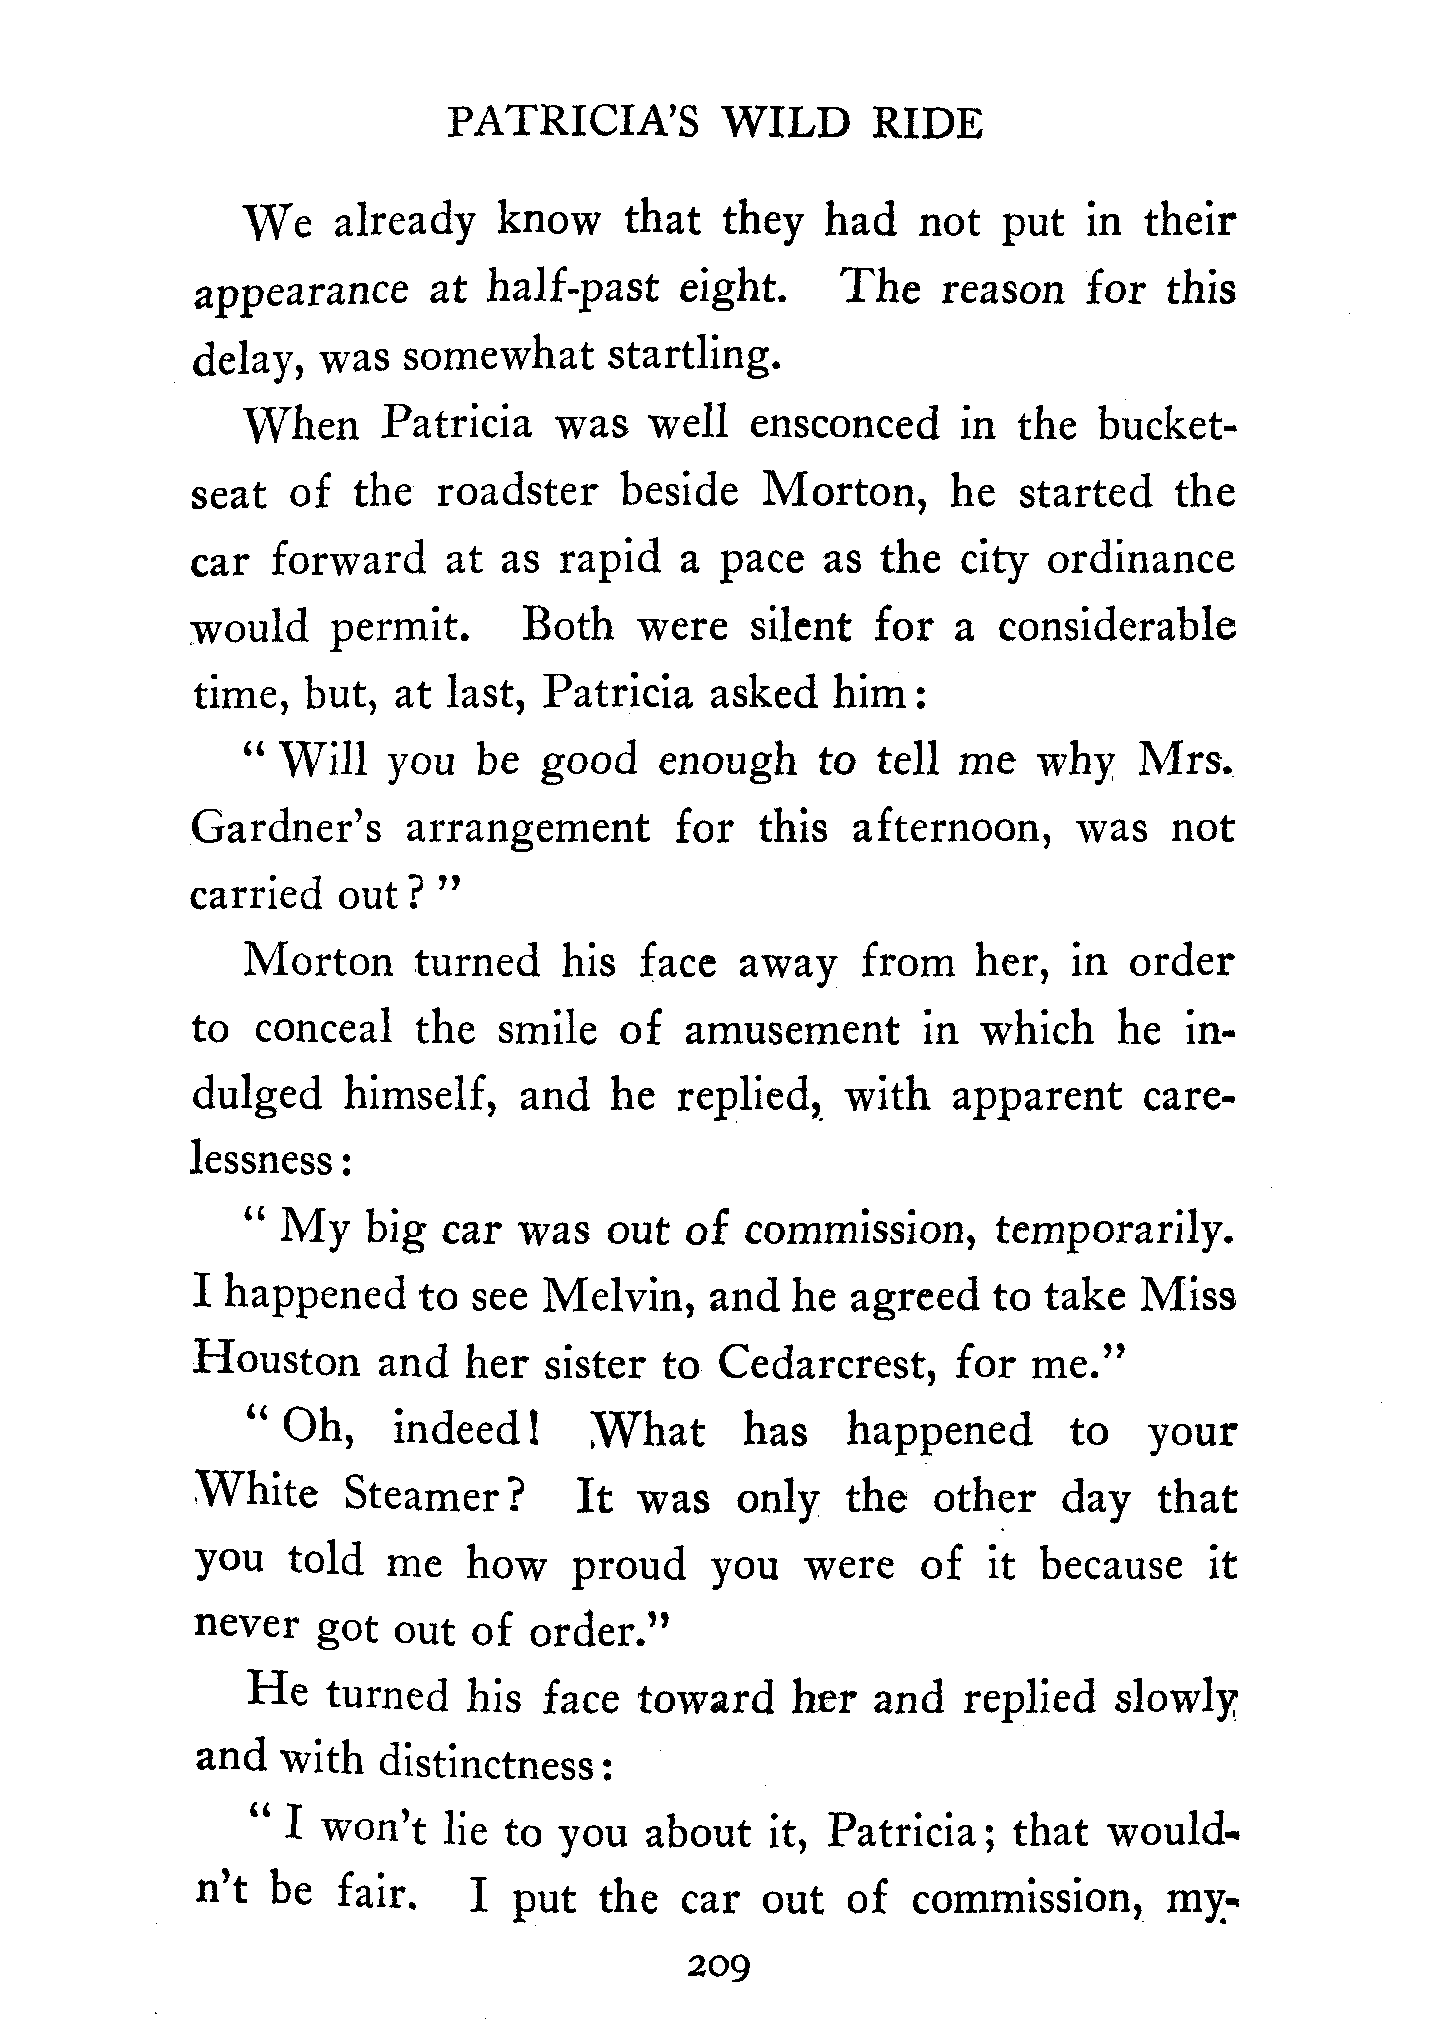 PATRICIA'S WILD RIDE
We already know that they had not put in their
appearance at half-past eight. The reason for this
delay, was somewhat startling.
When Patricia was well ensconced in the bucket-
seat of the roadster beside Morton, he started the
car forward at as rapid a pace as the city ordinance
would permit. Both were silent for a considerable
time, but, at last, Patricia asked him:
" Will you be good enough to tell me why Mrs.
Gardner's arrangement for this afternoon, was not
carried out? "
Morton turned his face away from her, in order
to conceal the smile of amusement in which he in-
dulged himself, and he replied, with apparent care-
lessness:
" My big car was out of commission, temporarily.
I happened to see Melvin, and he agreed to take Miss
Houston and her sister to Cedarcrest, for me."
" Oh, indeed! What has happened to your
White Steamer? It was only the other day that
you told me how proud you were of it because it
never got out of order."
He turned his face toward her and replied slowly
and with distinctness:
" I won't lie to you about it, Patricia; that would-
n't be fair. I put the car out of commission, my-
209